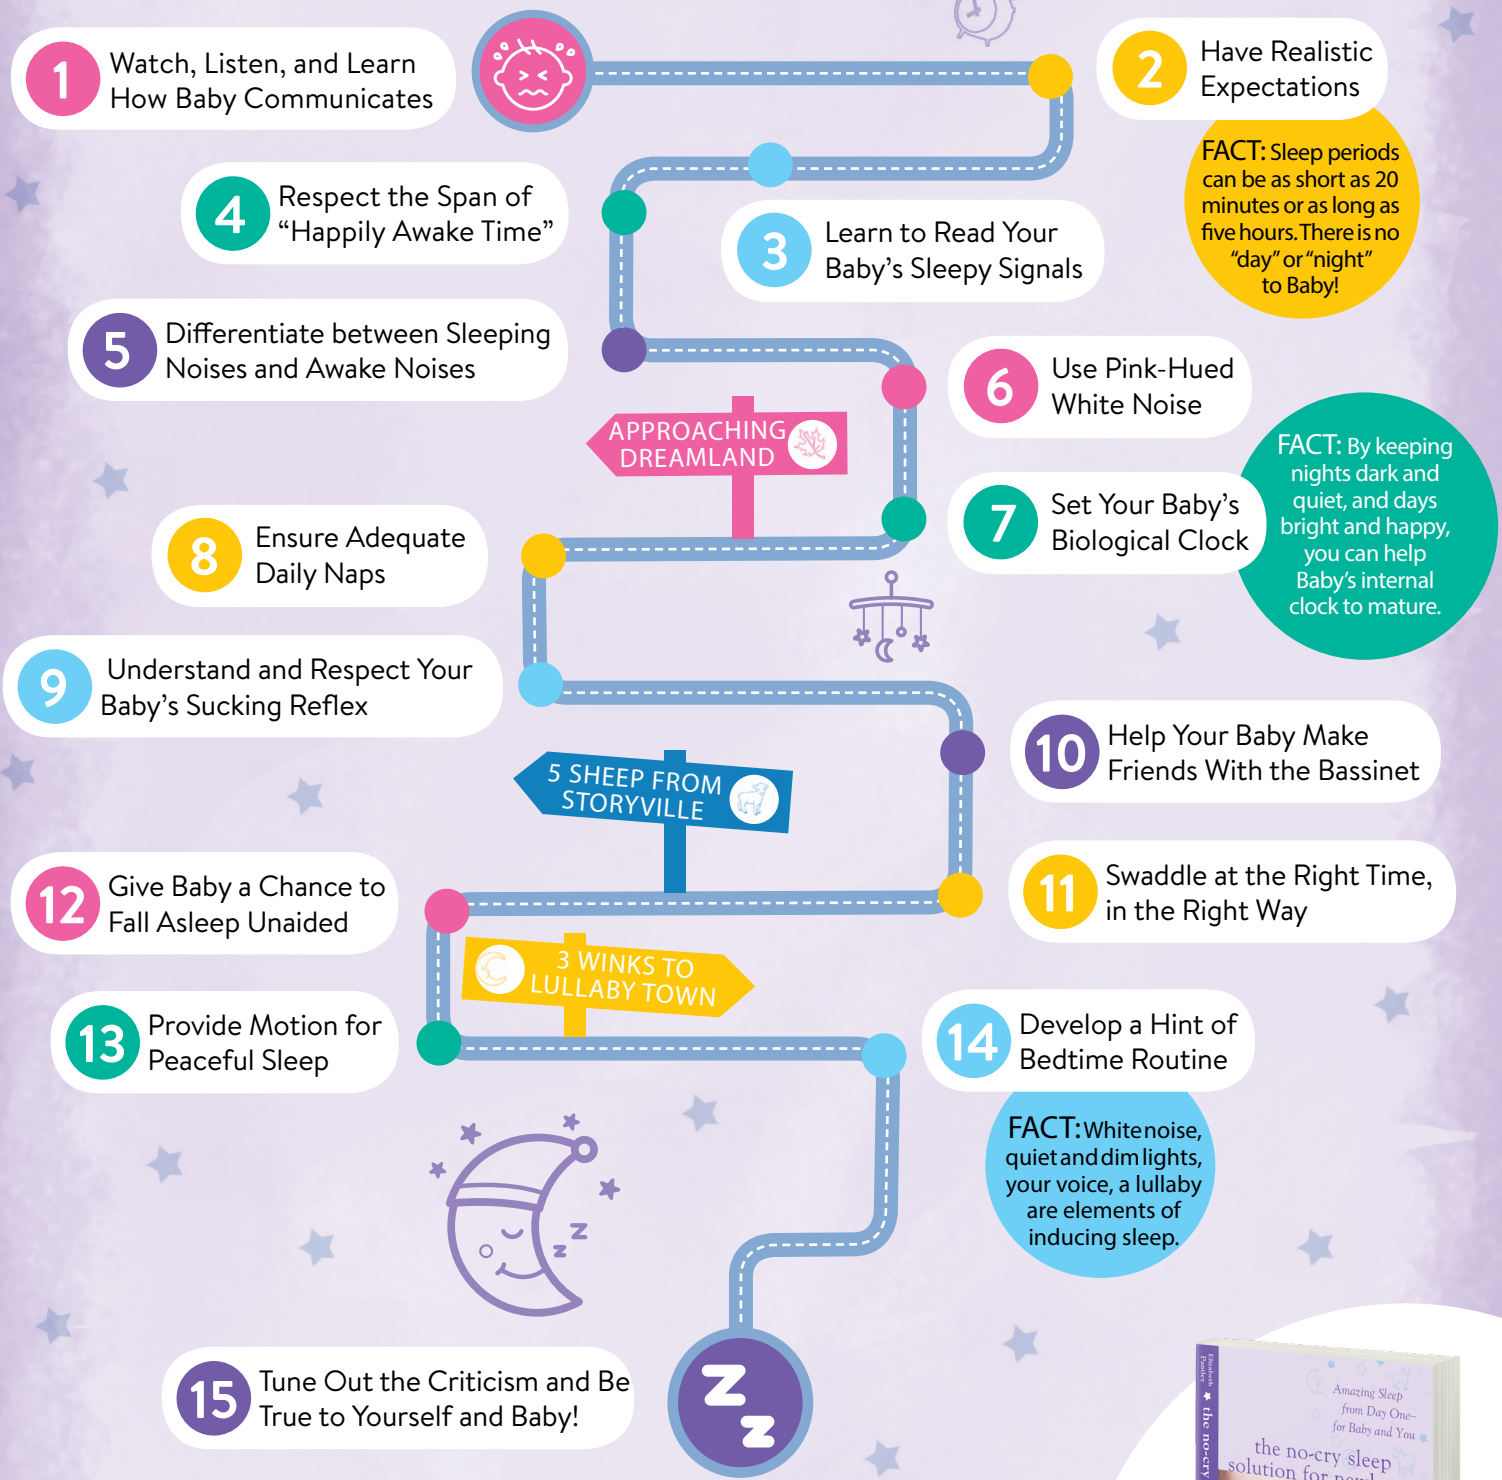 1
Watch, Listen, and Learn
How Baby Communicates
2
Have Realistic
Expectations
FACT: Sleep periods
can be as short as 20
minutes or as long as
five hours. There is no
“day” or “night”
to Baby!
3
Learn to Read Your
Baby’s Sleepy Signals
4
Respect the Span of
“Happily Awake Time”
5
Differentiate between Sleeping
Noises and Awake Noises
6
Use Pink-Hued
White Noise
APPROACHING
DREAMLAND
7
Set Your Baby’s
Biological Clock
FACT: By keeping
nights dark and
quiet, and days
bright and happy,
you can help
Baby’s internal
clock to mature.
8
Ensure Adequate
Daily Naps
9
Understand and Respect Your
Baby’s Sucking Reflex
10
Help Your Baby Make
Friends With the Bassinet
5 SHEEP FROM
STORYVILLE
11
Swaddle at the Right Time,
in the Right Way
12
Give Baby a Chance to
Fall Asleep Unaided
3 WINKS TO
LULLABY TOWN
13
Provide Motion for
Peaceful Sleep
14
Develop a Hint of
Bedtime Routine
FACT: White noise,
quiet and dim lights,
your voice, a lullaby
are elements of
inducing sleep.
z
z
z
15
Tune Out the Criticism and Be
True to Yourself and Baby!
Z
Z
Elizabeth
Pantley
the no-cry
Amazing Sleep
from Day One–
for Baby and You
the no-cry sleep
solution for